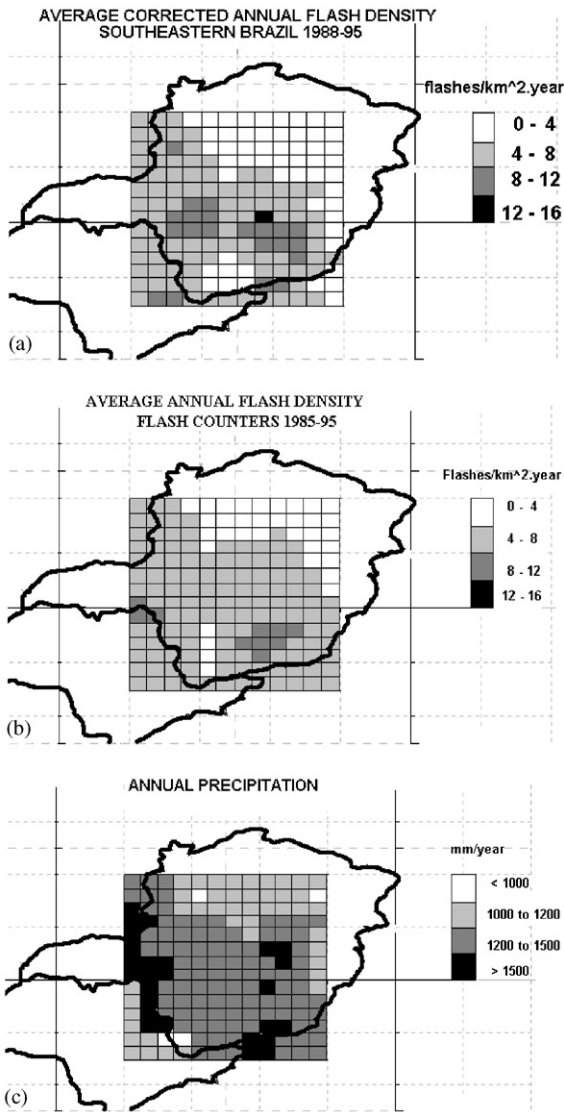 AVERAGE CORRECTED ANNUAL FLASH DENSITY
SOUTHEASTERN BRAZIL 1988-95
flashes/km^2.year
0 - 4
4 - 8
8 - 12
12 - 16
(a)
AVERAGE ANNUAL FLASH DENSITY
FLASH COUNTERS 1985-95
Flashes/km^2.year
0 - 4
4 - 8
8 - 12
12 - 16
(b)
ANNUAL PRECIPITATION
mm/year
< 1000
1000 to 1200
1200 to 1500
> 1500
(c)